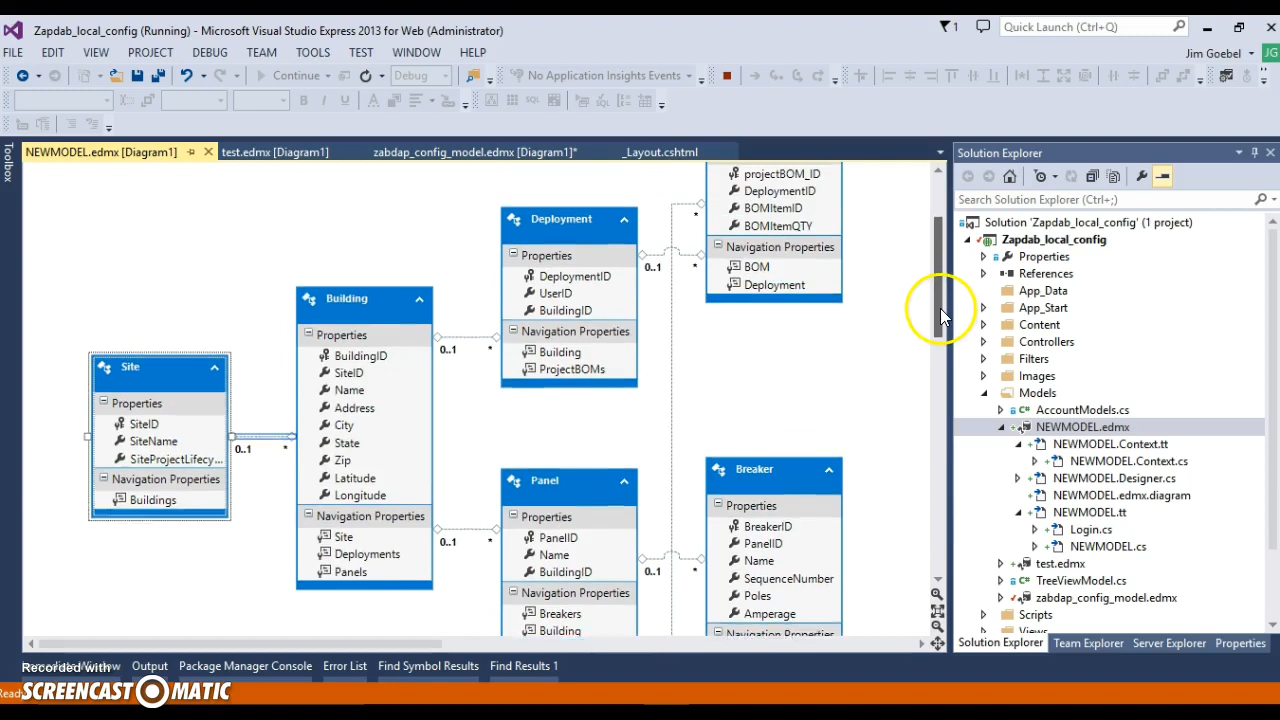 Zapdab_local_config (Running) - Microsoft Visual Studio Express 2013 for Web (Administrator)
1
Quick Launch (Ctrl+Q)
FILE EDIT VIEW PROJECT DEBUG TEAM TOOLS TEST WINDOW HELP
Jim Goebel
JG
Continue
Debug
No Application Insights Events
B I U
SQL
NEWMODEL.edmx [Diagram1]
test.edmx [Diagram1]
zabdap_config_model.edmx [Diagram1]*
_Layout.cshtml
Toolbox
projectBOM_ID
DeploymentID
BOMItemID
BOMItemQTY
Navigation Properties
BOM
Deployment
Deployment
Properties
DeploymentID
UserID
BuildingID
Navigation Properties
Building
ProjectBOMs
0..1
*
*
Building
Properties
BuildingID
SiteID
Name
Address
City
State
Zip
Latitude
Longitude
Navigation Properties
Site
Deployments
Panels
0..1
*
0..1
*
Site
Properties
SiteID
SiteName
SiteProjectLifecy...
Navigation Properties
Buildings
0..1
*
Panel
Properties
PanelID
Name
BuildingID
Navigation Properties
Breakers
Building
0..1
*
Breaker
Properties
BreakerID
PanelID
Name
SequenceNumber
Poles
Amperage
Navigation Properties
Solution Explorer
Search Solution Explorer (Ctrl+;)
Solution 'Zapdab_local_config' (1 project)
Zapdab_local_config
Properties
References
App_Data
App_Start
Content
Controllers
Filters
Images
Models
AccountModels.cs
NEWMODEL.edmx
NEWMODEL.Context.tt
NEWMODEL.Context.cs
NEWMODEL.Designer.cs
NEWMODEL.edmx.diagram
NEWMODEL.tt
Login.cs
NEWMODEL.cs
test.edmx
TreeViewModel.cs
zabdap_config_model.edmx
Scripts
Views
Solution Explorer Team Explorer Server Explorer Properties
Window Output Package Manager Console Error List Find Symbol Results Find Results 1
Recorded with
SCREENCAST MATIC
Ready